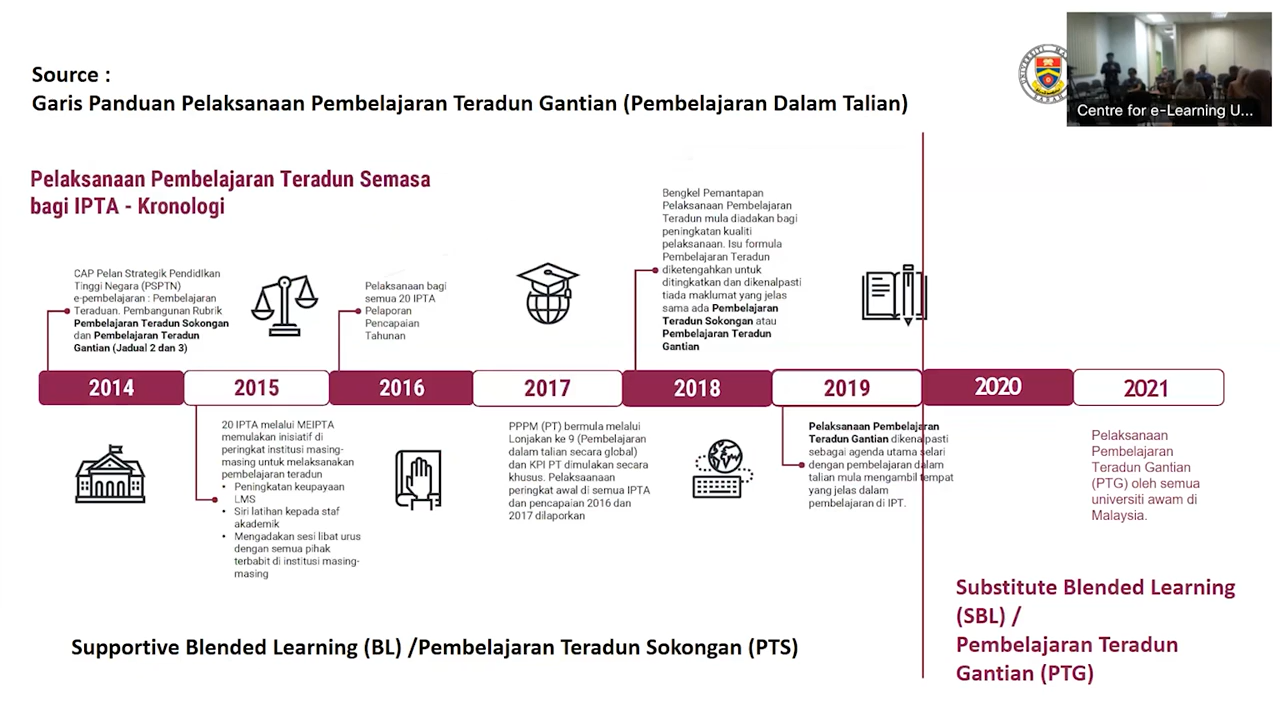 Source :
Garis Panduan Pelaksanaan Pembelajaran Teradun Gantian (Pembelajaran Dalam Talian)
Centre for e-Learning U...
Pelaksanaan Pembelajaran Teradun Semasa
bagi IPTA - Kronologi
CAP Pelan Strategik Pendidikan
Tinggi Negara (PSPTN)
e-pembelajaran : Pembelajaran
Teraduan. Pembangunan Rubrik
Pembelajaran Teradun Sokongan
dan Pembelajaran Teradun
Gantian (Jadual 2 dan 3)
Pelaksanaan bagi
semua 20 IPTA
Pelaporan
Pencapaian
Tahunan
Bengkel Pemantapan
Pelaksanaan Pembelajaran
Teradun mula diadakan bagi
peningkatan kualiti
pelaksanaan. Isu formula
Pembelajaran Teradun
diketengahkan untuk
ditingkatkan dan dikenalpasti
tiada maklumat yang jelas
sama ada Pembelajaran
Teradun Sokongan atau
Pembelajaran Teradun
Gantian
2014
2015
2016
2017
2018
2019
2020
2021
20 IPTA melalui MEIPTA
memulakan inisiatif di
peringkat institusi masing-
masing untuk melaksanakan
pembelajaran teradun
• Peningkatan keupayaan
LMS
• Siri latihan kepada staf
akademik
• Mengadakan sesi libat urus
dengan semua pihak
terbabit di institusi masing-
masing
PPPM (PT) bermula melalui
Lonjakan ke 9 (Pembelajaran
dalam talian secara global)
dan KPI PT dimulakan secara
khusus. Pelaksaanaan
peringkat awal di semua IPTA
dan pencapaian 2016 dan
2017 dilaporkan
Pelaksanaan Pembelajaran
Teradun Gantian dikenalpasti
sebagai agenda utama selari
dengan pembelajaran dalam
talian mula mengambil tempat
yang jelas dalam
pembelajaran di IPT.
Pelaksanaan
Pembelajaran
Teradun Gantian
(PTG) oleh semua
universiti awam di
Malaysia.
Supportive Blended Learning (BL) /Pembelajaran Teradun Sokongan (PTS)
Substitute Blended Learning
(SBL) /
Pembelajaran Teradun
Gantian (PTG)